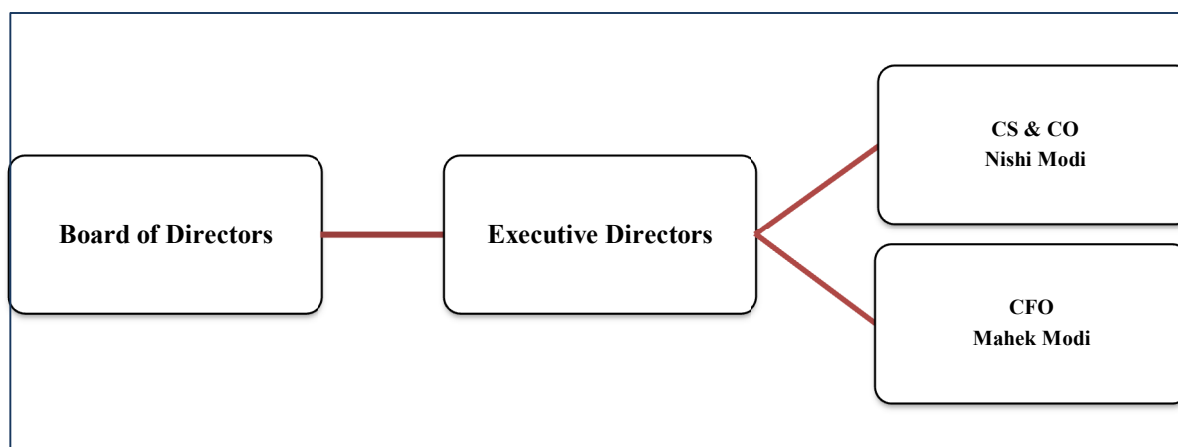 Board of Directors
Executive Directors
CS & CO
Nishi Modi
CFO
Mahek Modi